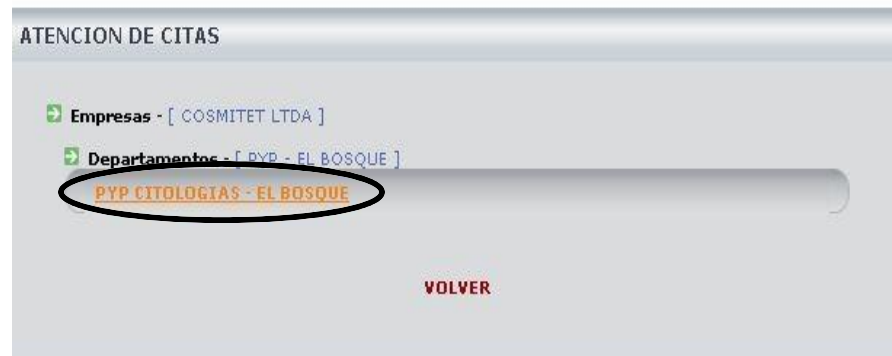 ATENCION DE CITAS
Empresas - [ COSMITET LTDA ]
Departamentos - [ PYP - EL BOSQUE ]
PYP CITOLOGIAS - EL BOSQUE
VOLVER